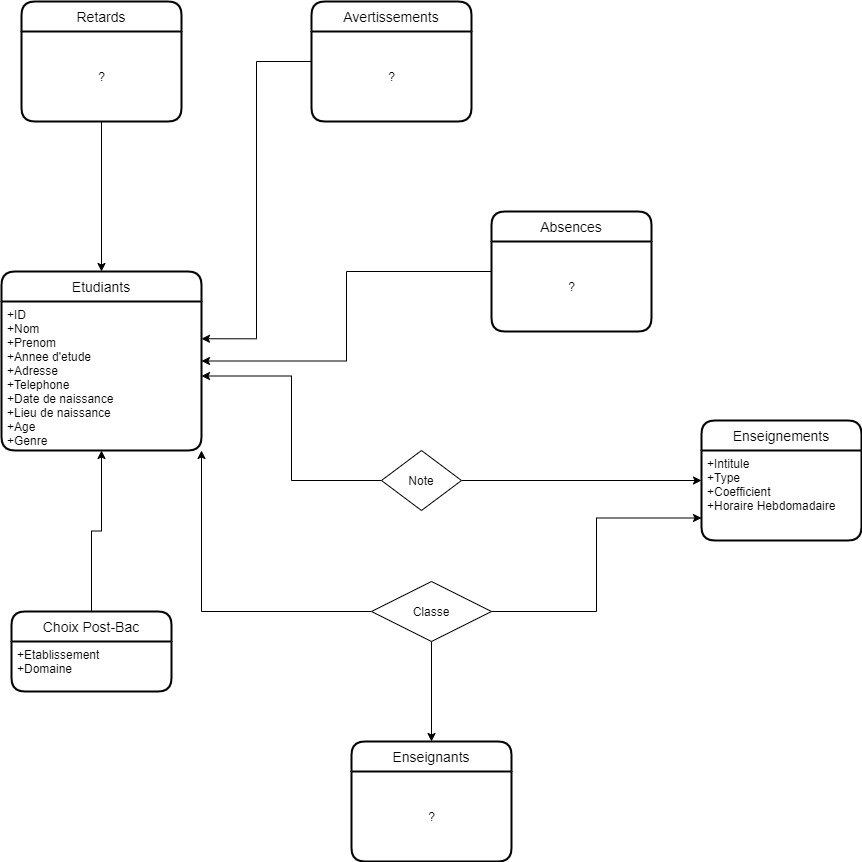 Retards
?
Avertissements
?
Absences
?
Etudiants
+ID
+Nom
+Prenom
+Annee d'etude
+Adresse
+Telephone
+Date de naissance
+Lieu de naissance
+Age
+Genre
Note
Enseignements
+Intitule
+Type
+Coefficient
+Horaire Hebdomadaire
Classe
Choix Post-Bac
+Etablissement
+Domaine
Enseignants
?